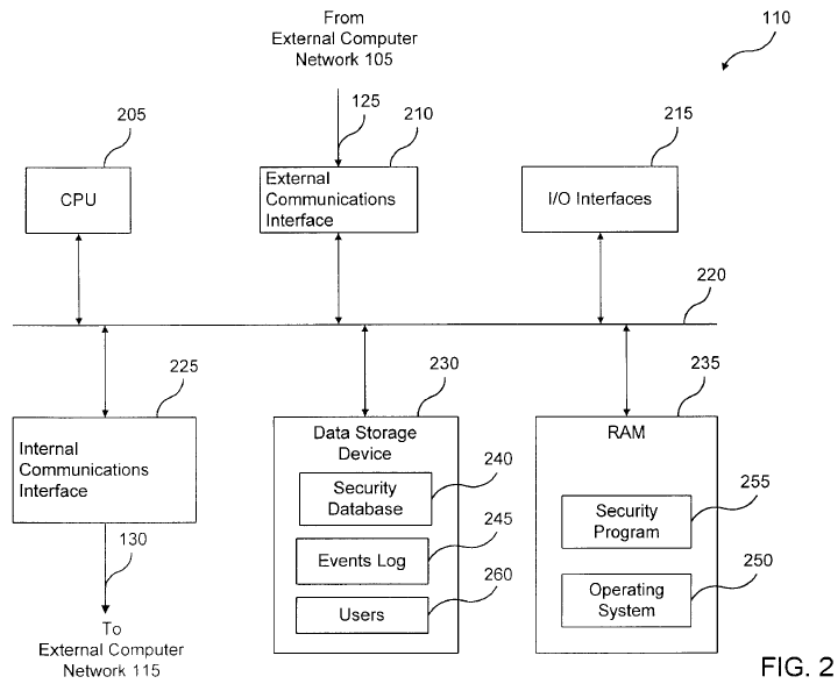 From
External Computer
Network 105
110
125
210
205
215
CPU
External
Communications
Interface
I/O Interfaces
220
225
230
235
Internal
Communications
Interface
Data Storage
Device
240
Security
Database
245
Events Log
260
Users
RAM
255
Security
Program
250
Operating
System
130
To
External Computer
Network 115
FIG. 2